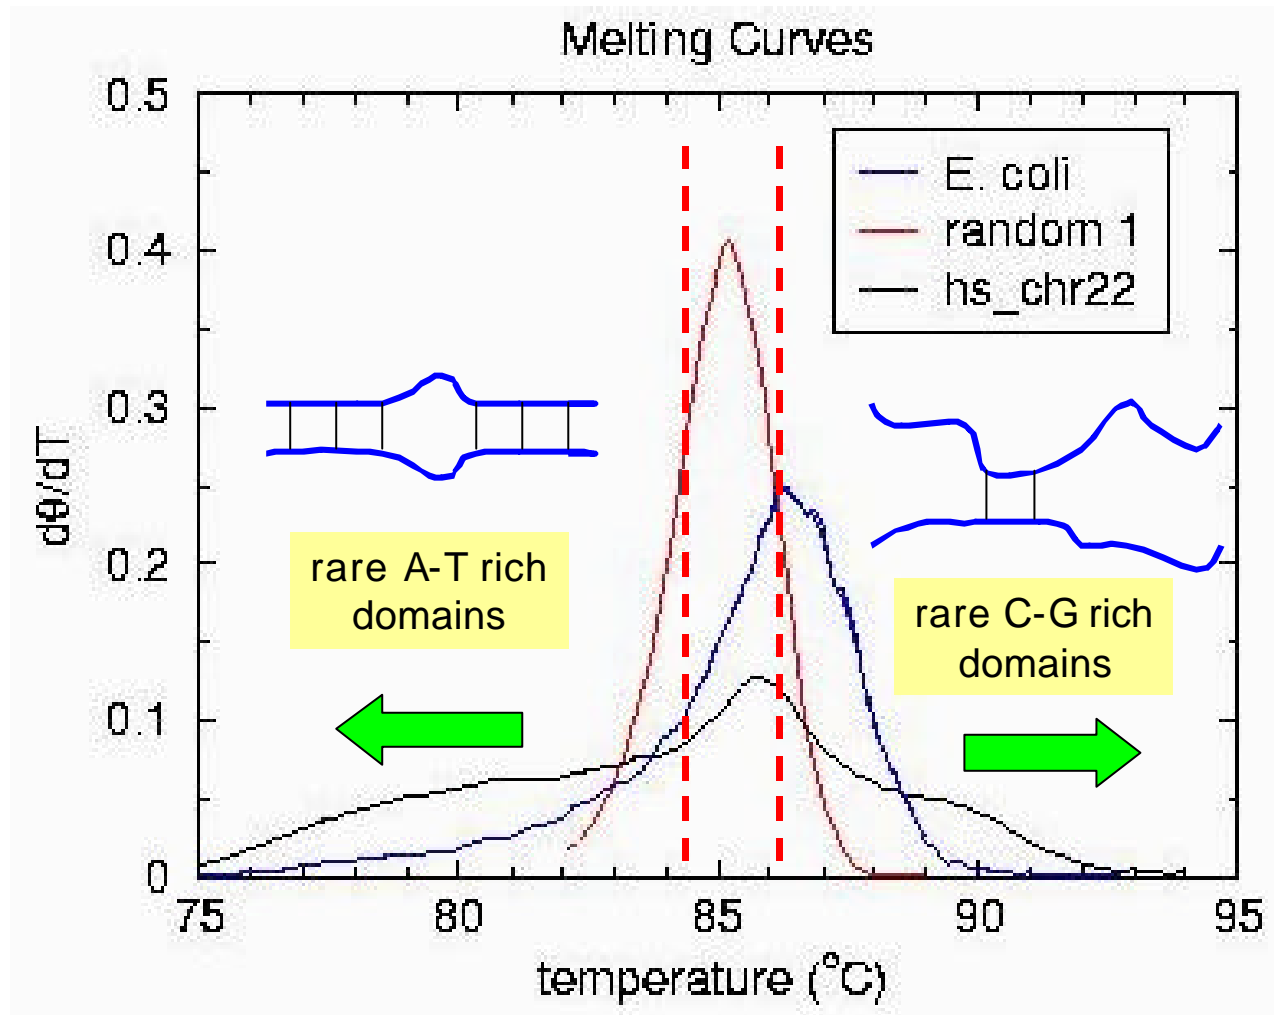 Melting Curves
0.5
0.4
0.3
0.2
0.1
0
dθ/dT
E. coli
random 1
hs_chr22
rare A-T rich
domains
rare C-G rich
domains
75
80
85
90
95
temperature (°C)